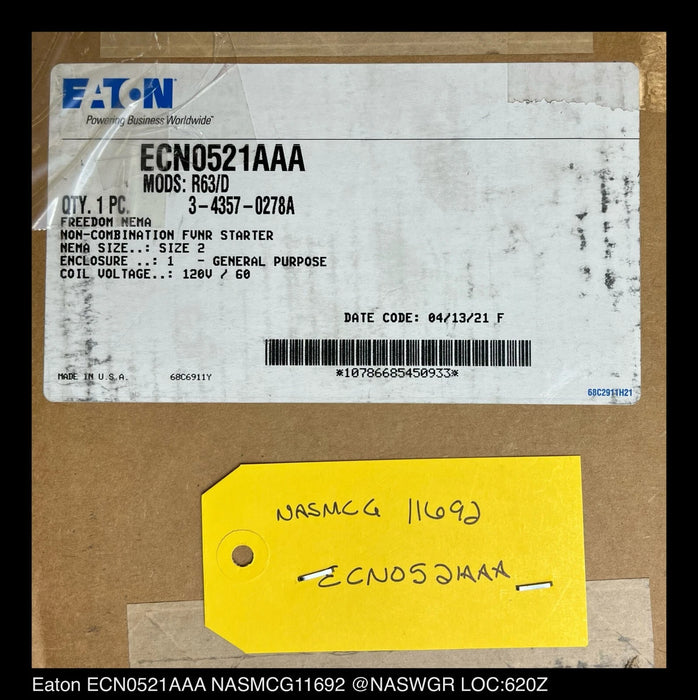 EATON
Powering Business Worldwide
ECN0521AAA
MODS: R63/D
QTY. 1 PC. 3-4357-0278A
FREEDOM NEMA
NON-COMBINATION FVNR STARTER
NEMA SIZE..: SIZE 2
ENCLOSURE ..: 1 - GENERAL PURPOSE
COIL VOLTAGE..: 120V / 60
DATE CODE: 04/13/21 F
*10786685450933*
MADE IN U.S.A. 68C6911Y
68C2911H21
NASMCG 11692
ECN0521AAA
Eaton ECN0521AAA NASMCG11692 @NASWGR LOC:620Z